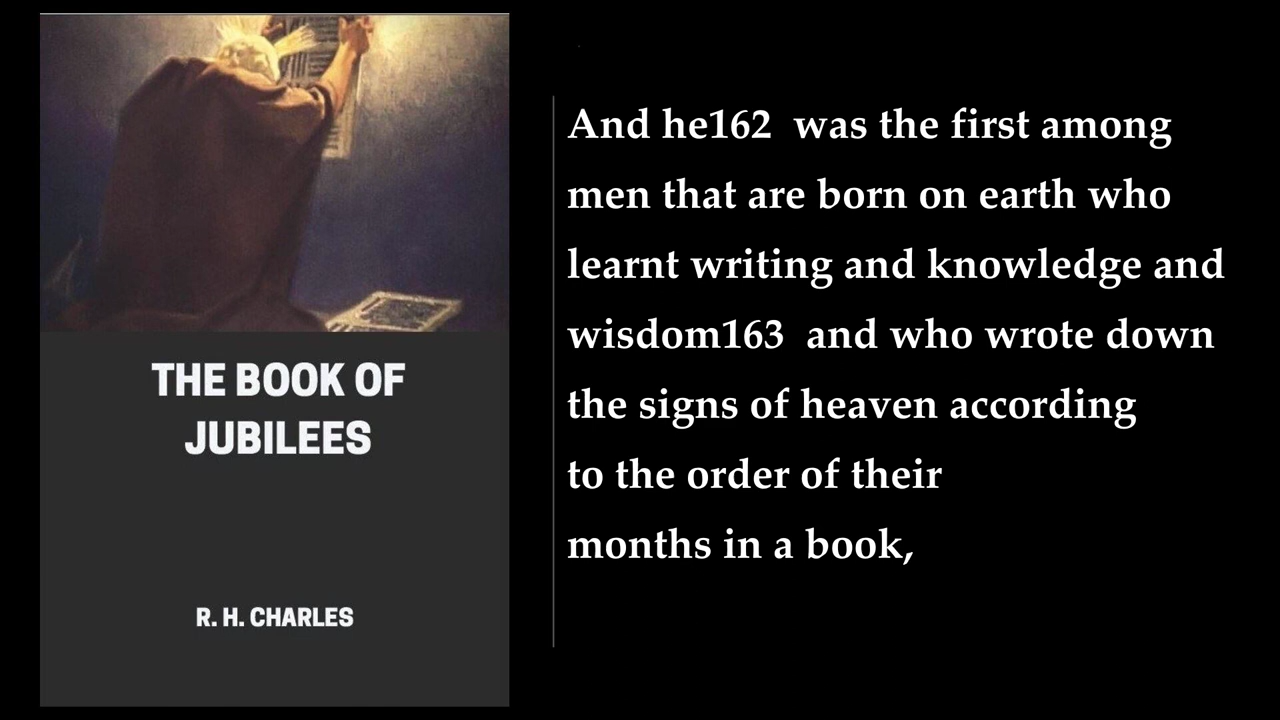 THE BOOK OF
JUBILEES
R. H. CHARLES
And he162 was the first among
men that are born on earth who
learnt writing and knowledge and
wisdom163 and who wrote down
the signs of heaven according
to the order of their
months in a book,